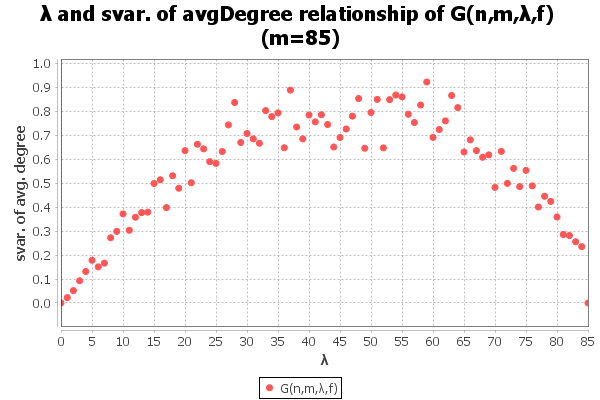 λ and svar. of avgDegree relationship of G(n,m,λ,f)
(m=85)
svar. of avg. degree
1.0
0.9
0.8
0.7
0.6
0.5
0.4
0.3
0.2
0.1
0.0
0 5 10 15 20 25 30 35 40 45 50 55 60 65 70 75 80 85
λ
G(n,m,λ,f)